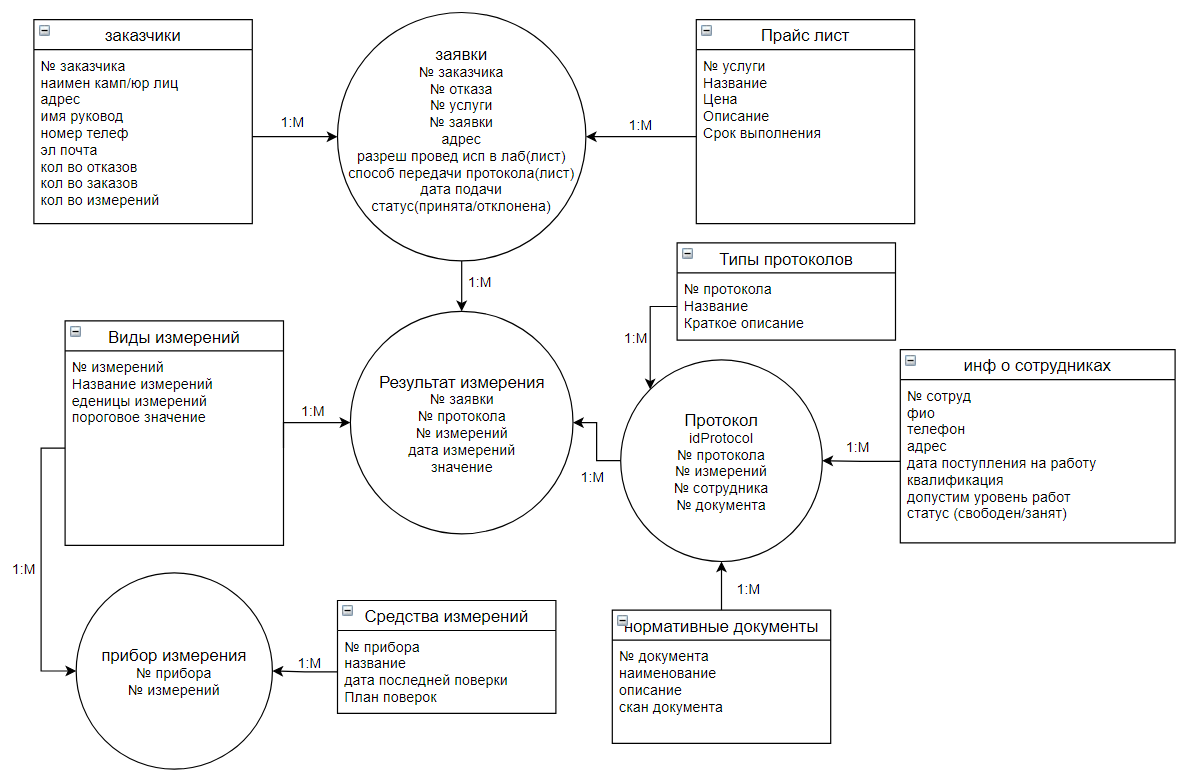 заказчики
№ заказчика
наимен камп/юр лиц
адрес
имя руковод
номер телеф
эл почта
кол во отказов
кол во заказов
кол во измерений
1:М
заявки
№ заказчика
№ отказа
№ услуги
№ заявки
адрес
разреш провед исп в лаб(лист)
способ передачи протокола(лист)
дата подачи
статус(принята/отклонена)
1:М
Прайс лист
№ услуги
Название
Цена
Описание
Срок выполнения
1:М
Типы протоколов
№ протокола
Название
Краткое описание
1:М
Виды измерений
№ измерений
Название измерений
еденицы измерений
пороговое значение
1:М
Результат измерения
№ заявки
№ протокола
№ измерений
дата измерений
значение
1:М
Протокол
idProtocol
№ протокола
№ измерений
№ сотрудника
№ документа
1:М
инф о сотрудниках
№ сотруд
фио
телефон
адрес
дата поступления на работу
квалификация
допустим уровень работ
статус (свободен/занят)
1:М
прибор измерения
№ прибора
№ измерений
1:М
Средства измерений
№ прибора
название
дата последней поверки
План поверок
1:М
нормативные документы
№ документа
наименование
описание
скан документа